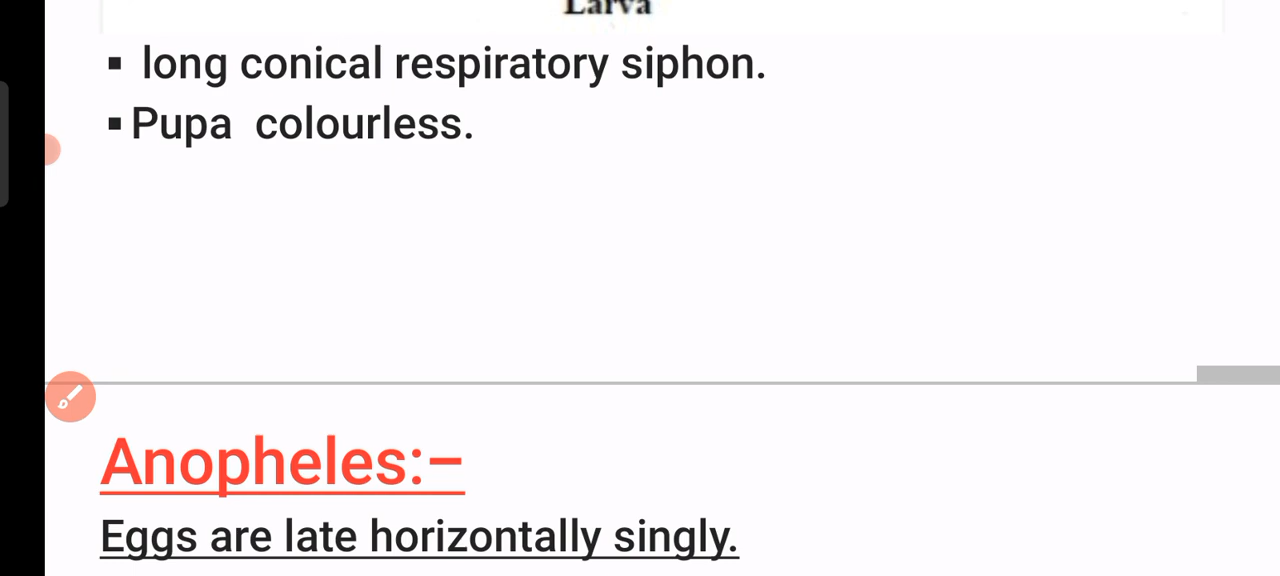 Larva
▪ long conical respiratory siphon.
▪ Pupa colourless.
Anopheles:–
Eggs are late horizontally singly.